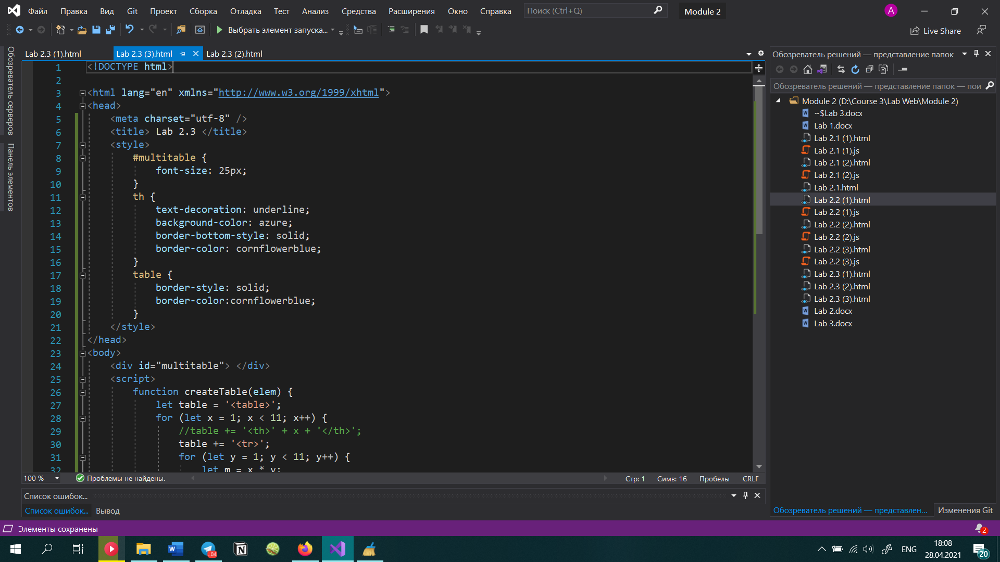 Файл Правка Вид Git Проект Сборка Отладка Тест Анализ Средства Расширения Окно Справка Поиск (Ctrl+Q) Module 2 A
Выбрать элемент запуска... Live Share
Обозреватель серверов
Панель элементов
Lab 2.3 (1).html Lab 2.3 (3).html Lab 2.3 (2).html
1 <!DOCTYPE html>
2
3 <html lang="en" xmlns="http://www.w3.org/1999/xhtml">
4 <head>
5 <meta charset="utf-8" />
6 <title> Lab 2.3 </title>
7 <style>
8 #multitable {
9 font-size: 25px;
10 }
11 th {
12 text-decoration: underline;
13 background-color: azure;
14 border-bottom-style: solid;
15 border-color: cornflowerblue;
16 }
17 table {
18 border-style: solid;
19 border-color:cornflowerblue;
20 }
21 </style>
22 </head>
23 <body>
24 <div id="multitable"> </div>
25 <script>
26 function createTable(elem) {
27 let table = '<table>';
28 for (let x = 1; x < 11; x++) {
29 //table += '<th>' + x + '</th>';
30 table += '<tr>';
31 for (let y = 1; y < 11; y++) {
32 let m = x * y;
100 % Проблемы не найдены. Стр: 1 Симв: 16 Пробелы CRLF
Список ошибок...
Список ошибок... Вывод
Обозреватель решений — представление папок
Обозреватель решений — представление папок — пои
Module 2 (D:\Course 3\Lab Web\Module 2)
~$Lab 3.docx
Lab 1.docx
Lab 2.1 (1).html
Lab 2.1 (1).js
Lab 2.1 (2).html
Lab 2.1 (2).js
Lab 2.1.html
Lab 2.2 (1).html
Lab 2.2 (1).js
Lab 2.2 (2).html
Lab 2.2 (2).js
Lab 2.2 (3).html
Lab 2.2 (3).js
Lab 2.3 (1).html
Lab 2.3 (2).html
Lab 2.3 (3).html
Lab 2.docx
Lab 3.docx
Обозреватель решений — представлен... Изменения Git
Элементы сохранены 2
..04 ENG 18:08
28.04.2021 20